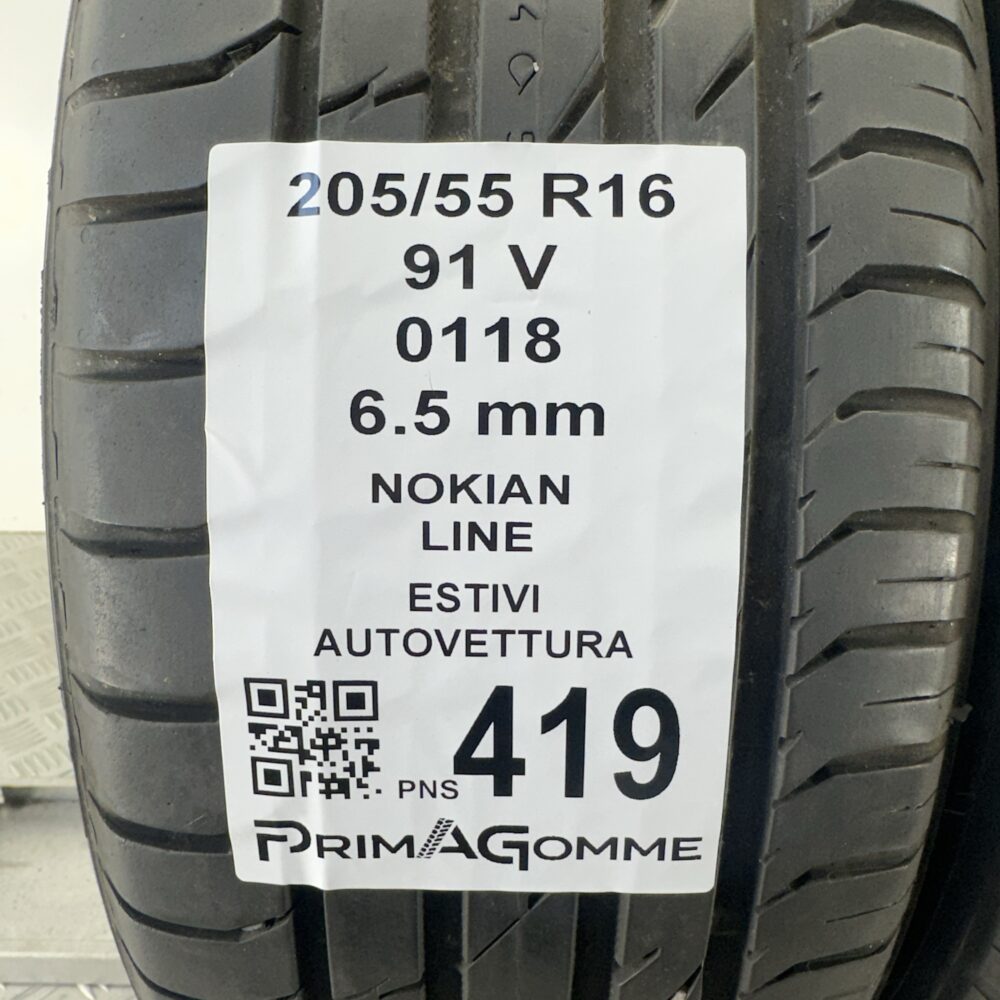 205/55 R16
91 V
0118
6.5 mm
NOKIAN
LINE
ESTIVI
AUTOVETTURA
PNS 419
PRIMAGOMME